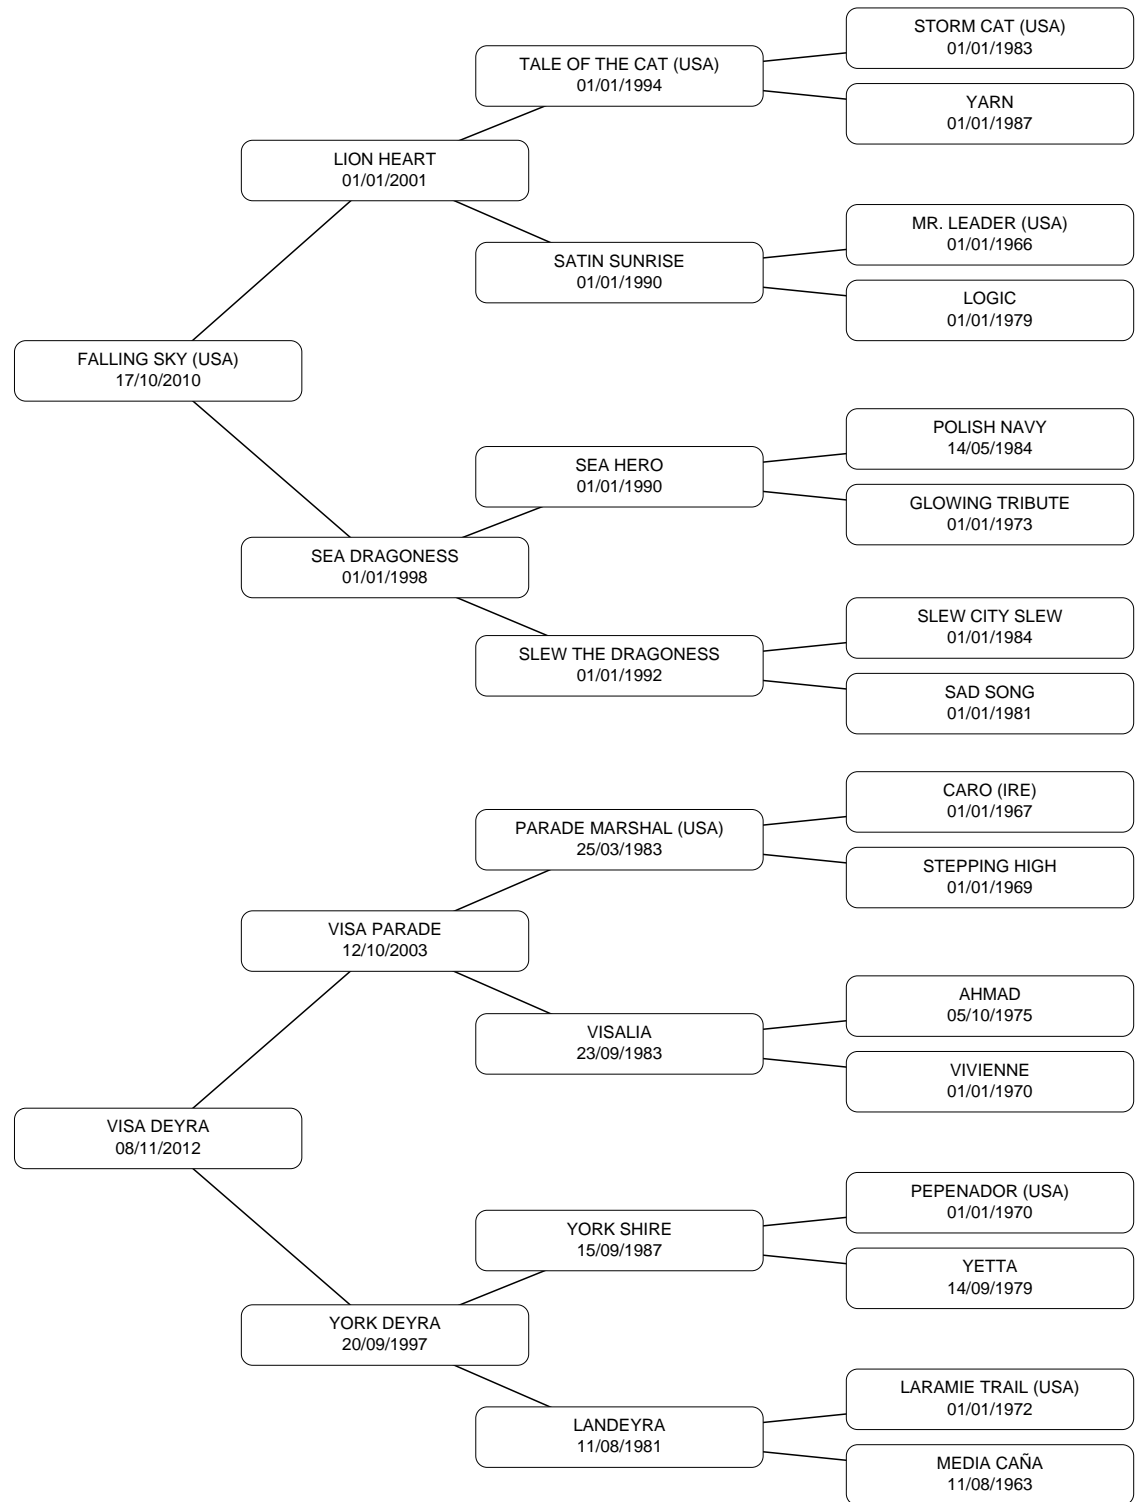 STORM CAT (USA)
01/01/1983
TALE OF THE CAT (USA)
01/01/1994
YARN
01/01/1987
LION HEART
01/01/2001
MR. LEADER (USA)
01/01/1966
SATIN SUNRISE
01/01/1990
LOGIC
01/01/1979
FALLING SKY (USA)
17/10/2010
POLISH NAVY
14/05/1984
SEA HERO
01/01/1990
GLOWING TRIBUTE
01/01/1973
SEA DRAGONESS
01/01/1998
SLEW CITY SLEW
01/01/1984
SLEW THE DRAGONESS
01/01/1992
SAD SONG
01/01/1981
CARO (IRE)
01/01/1967
PARADE MARSHAL (USA)
25/03/1983
STEPPING HIGH
01/01/1969
VISA PARADE
12/10/2003
AHMAD
05/10/1975
VISALIA
23/09/1983
VIVIENNE
01/01/1970
VISA DEYRA
08/11/2012
PEPENADOR (USA)
01/01/1970
YORK SHIRE
15/09/1987
YETTA
14/09/1979
YORK DEYRA
20/09/1997
LARAMIE TRAIL (USA)
01/01/1972
LANDEYRA
11/08/1981
MEDIA CAÑA
11/08/1963